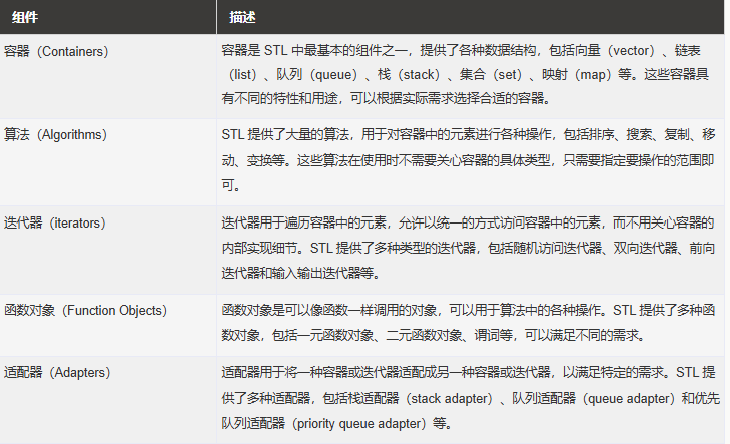 组件 描述
容器（Containers） 容器是 STL 中最基本的组件之一，提供了各种数据结构，包括向量（vector）、链表
（list）、队列（queue）、栈（stack）、集合（set）、映射（map）等。这些容器具
有不同的特性和用途，可以根据实际需求选择合适的容器。
算法（Algorithms） STL 提供了大量的算法，用于对容器中的元素进行各种操作，包括排序、搜索、复制、移
动、变换等。这些算法在使用时不需要关心容器的具体类型，只需要指定要操作的范围即
可。
迭代器（iterators） 迭代器用于遍历容器中的元素，允许以统一的方式访问容器中的元素，而不用关心容器的
内部实现细节。STL 提供了多种类型的迭代器，包括随机访问迭代器、双向迭代器、前向
迭代器和输入输出迭代器等。
函数对象（Function Objects） 函数对象是可以像函数一样调用的对象，可以用于算法中的各种操作。STL 提供了多种函
数对象，包括一元函数对象、二元函数对象、谓词等，可以满足不同的需求。
适配器（Adapters） 适配器用于将一种容器或迭代器适配成另一种容器或迭代器，以满足特定的需求。STL 提
供了多种适配器，包括栈适配器（stack adapter）、队列适配器（queue adapter）和优先
队列适配器（priority queue adapter）等。